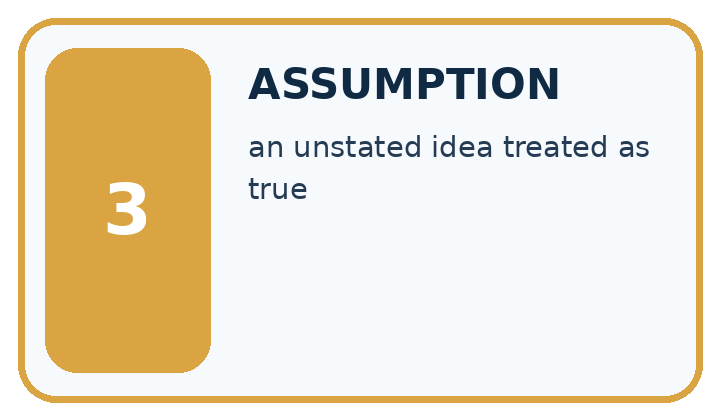 3
ASSUMPTION
an unstated idea treated as
true